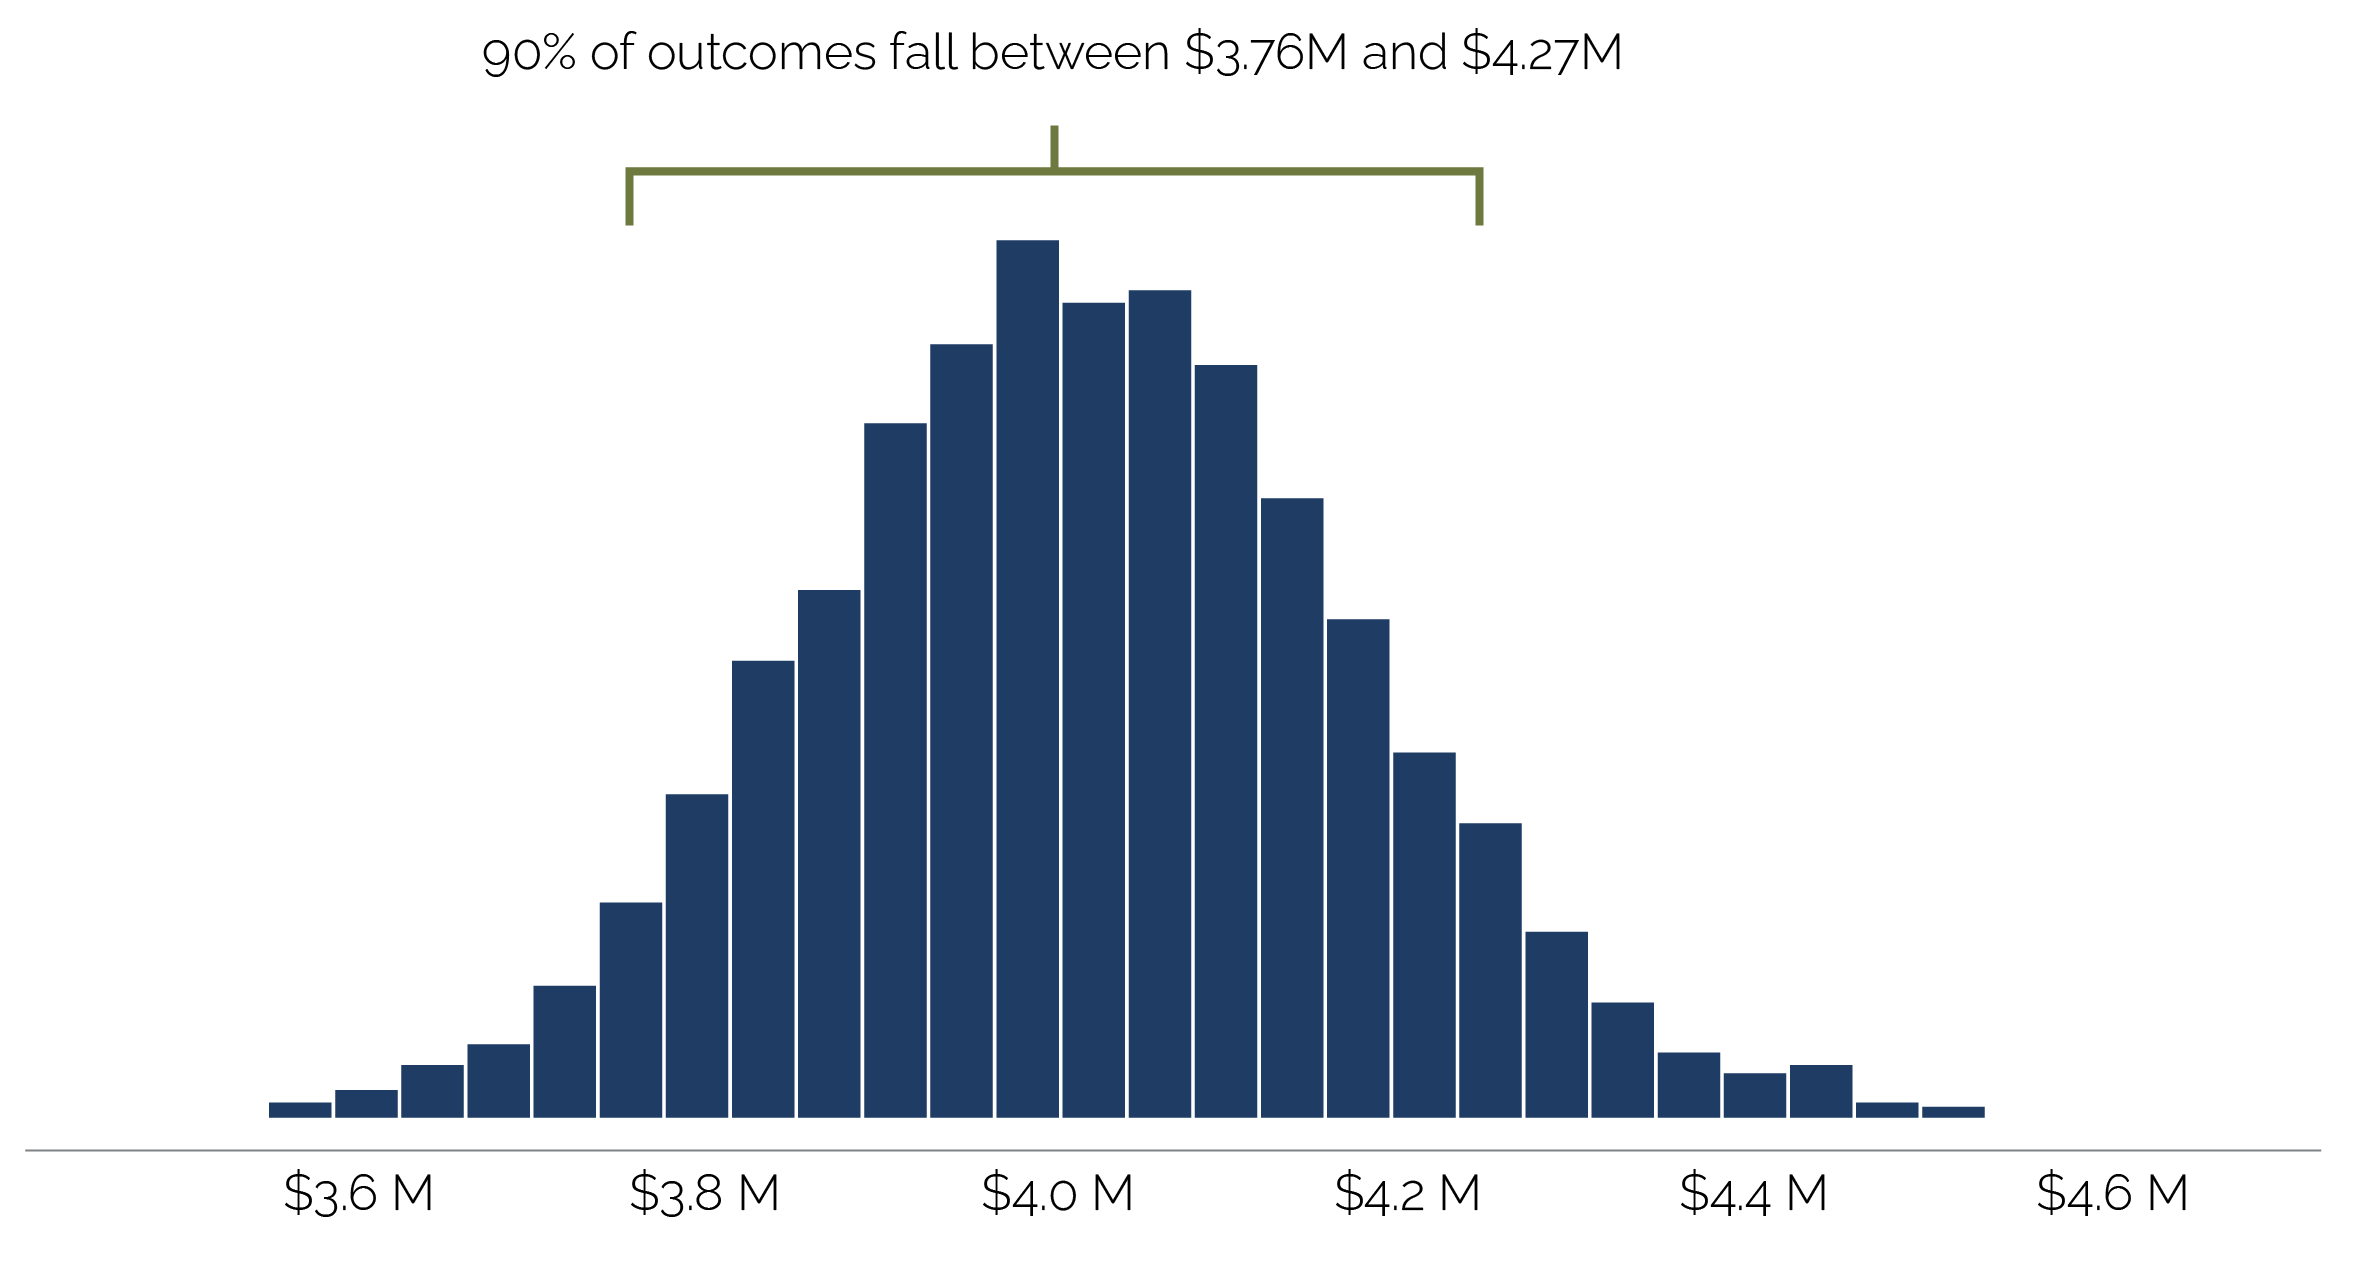 90% of outcomes fall between $3.76M and $4.27M
$3.6 M $3.8 M $4.0 M $4.2 M $4.4 M $4.6 M